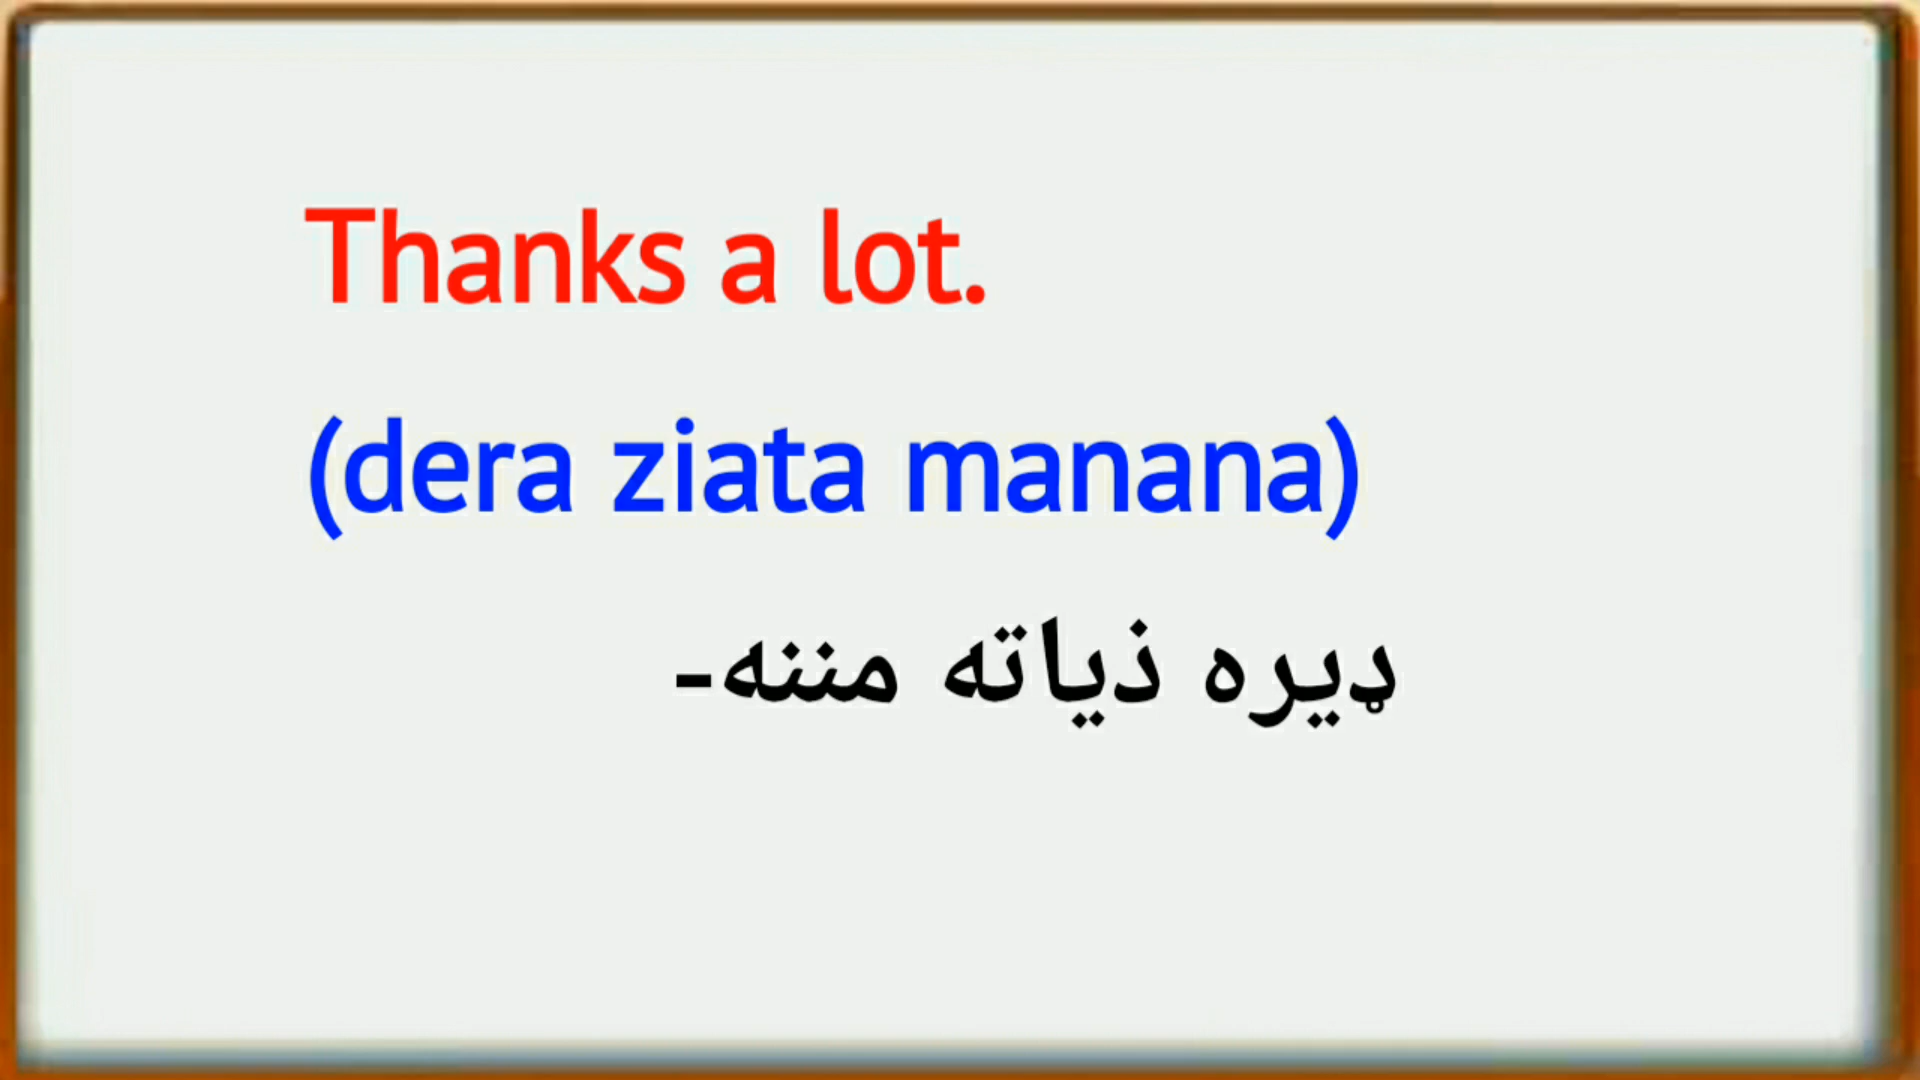 Thanks a lot.
(dera ziata manana)
ډیره ذیاته مننه-